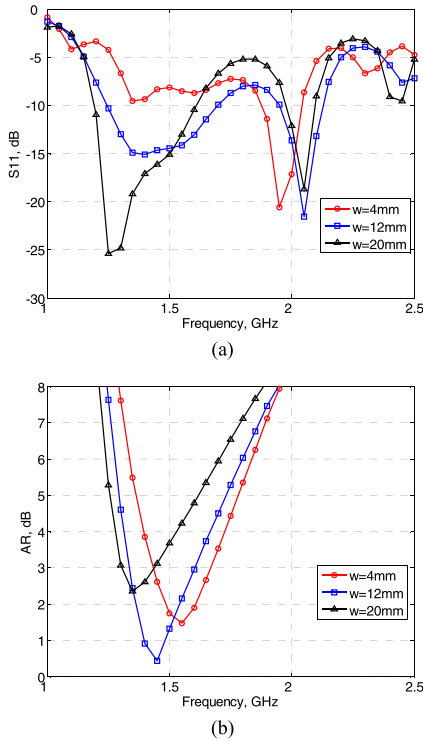 0
-5
-10
-15
-20
-25
-30
S11, dB
w=4mm
w=12mm
w=20mm
1 1.5 2 2.5
Frequency, GHz
(a)
8
7
6
5
4
3
2
1
0
AR, dB
w=4mm
w=12mm
w=20mm
1 1.5 2 2.5
Frequency, GHz
(b)